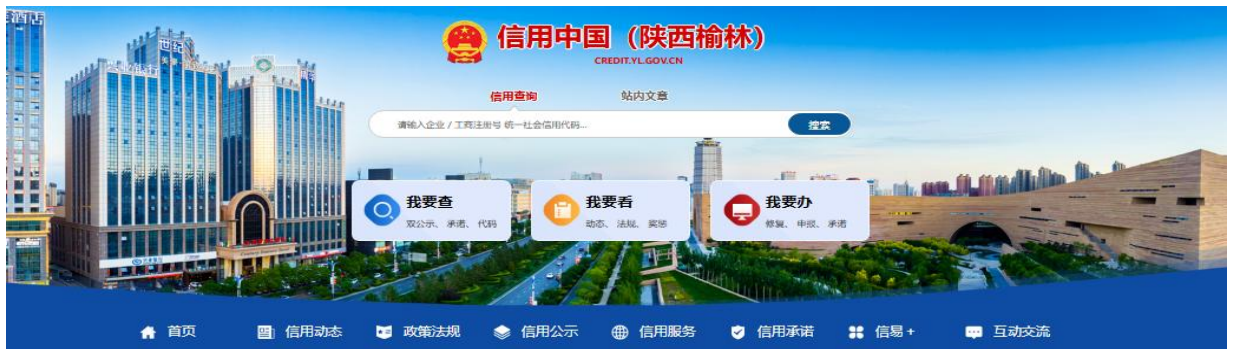 信用中国（陕西榆林）
CREDIT.YL.GOV.CN
信用查询 站内文章
请输入企业 / 工商注册号 统一社会信用代码... 搜索
我要查 我要看 我要办
双公示、承诺、代码 动态、法规、奖惩 修复、申报、承诺
首页 信用动态 政策法规 信用公示 信用服务 信用承诺 信易+ 互动交流